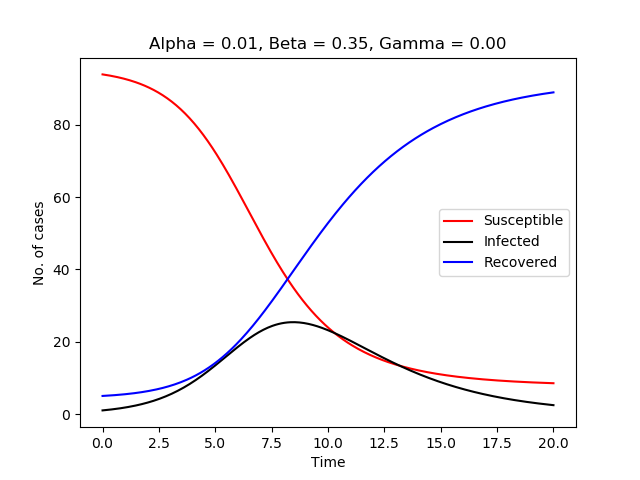 Alpha = 0.01, Beta = 0.35, Gamma = 0.00
No. of cases
80
60
40
20
0
Susceptible
Infected
Recovered
0.0 2.5 5.0 7.5 10.0 12.5 15.0 17.5 20.0
Time